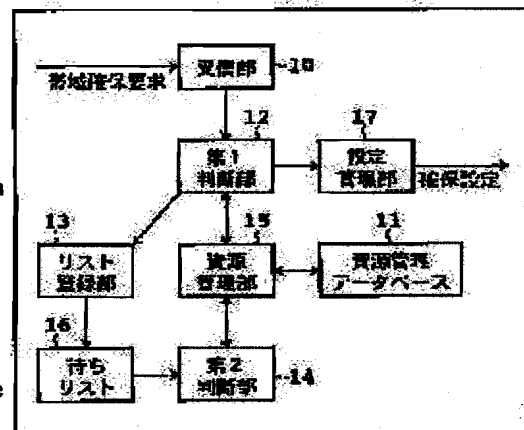 受信部
10
帯域確保要求
12
17
第1
判断部
設定
管理部
確保設定
13
15
11
リスト
登録部
資源
管理部
資源管理
データベース
16
待ち
リスト
第2
判断部
14